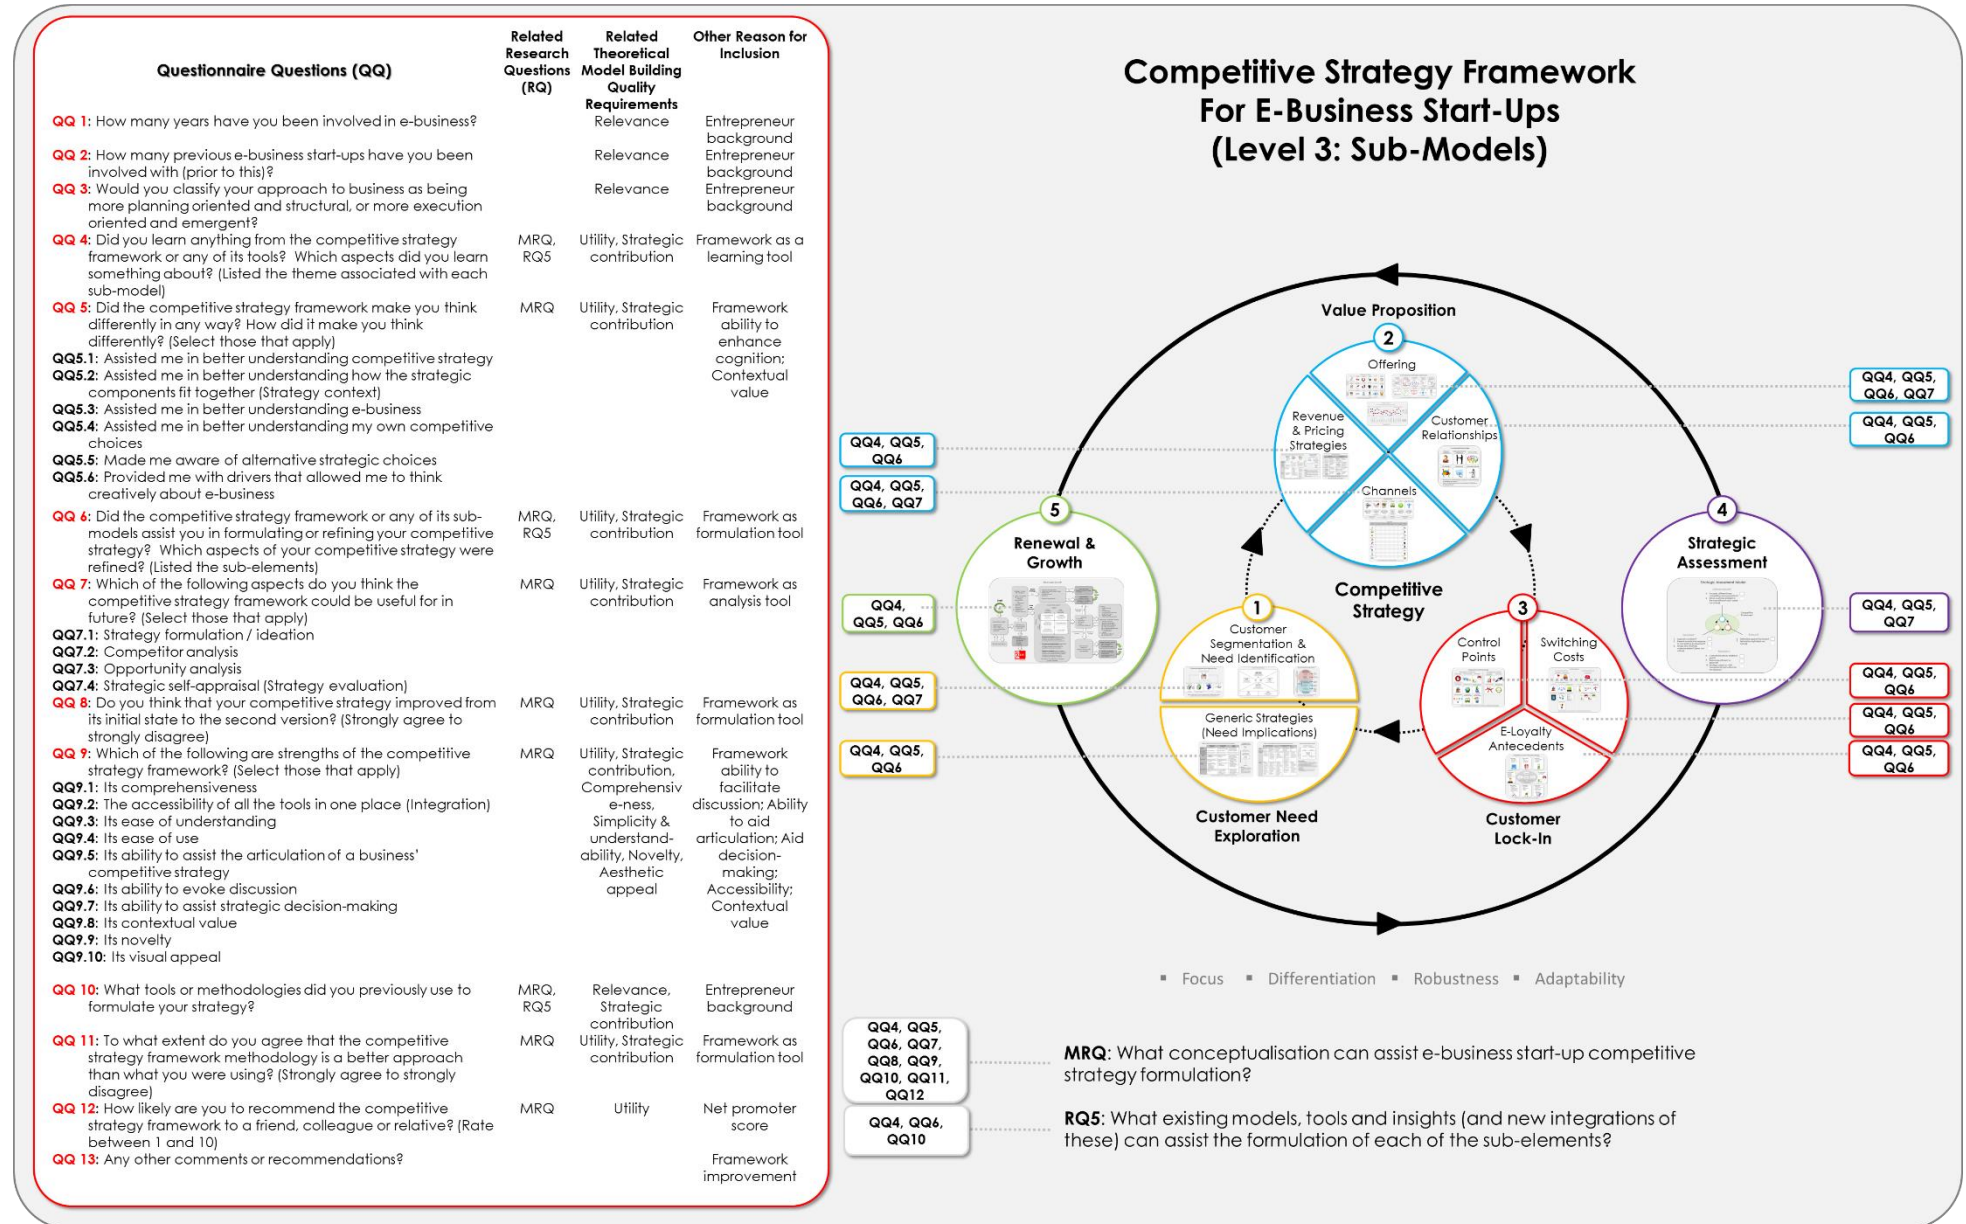 Questionnaire Questions (QQ)
Related
Research
Questions
(RQ)
Related
Theoretical
Model Building
Quality
Requirements
Other Reason for
Inclusion
QQ 1: How many years have you been involved in e-business?
Relevance
Entrepreneur
background
QQ 2: How many previous e-business start-ups have you been
involved with (prior to this)?
Relevance
Entrepreneur
background
QQ 3: Would you classify your approach to business as being
more planning oriented and structural, or more execution
oriented and emergent?
Relevance
Entrepreneur
background
QQ 4: Did you learn anything from the competitive strategy
framework or any of its tools? Which aspects did you learn
something about? (Listed the theme associated with each
sub-model)
MRQ,
RQ5
Utility, Strategic
contribution
Framework as a
learning tool
QQ 5: Did the competitive strategy framework make you think
differently in any way? How did it make you think
differently? (Select those that apply)
QQ5.1: Assisted me in better understanding competitive strategy
QQ5.2: Assisted me in better understanding how the strategic
components fit together (Strategy context)
QQ5.3: Assisted me in better understanding e-business
QQ5.4: Assisted me in better understanding my own competitive
choices
QQ5.5: Made me aware of alternative strategic choices
QQ5.6: Provided me with drivers that allowed me to think
creatively about e-business
MRQ
Utility, Strategic
contribution
Framework
ability to
enhance
cognition;
Contextual
value
QQ 6: Did the competitive strategy framework or any of its sub-
models assist you in formulating or refining your competitive
strategy? Which aspects of your competitive strategy were
refined? (Listed the sub-elements)
MRQ,
RQ5
Utility, Strategic
contribution
Framework as
formulation tool
QQ 7: Which of the following aspects do you think the
competitive strategy framework could be useful for in
future? (Select those that apply)
QQ7.1: Strategy formulation / ideation
QQ7.2: Competitor analysis
QQ7.3: Opportunity analysis
QQ7.4: Strategic self-appraisal (Strategy evaluation)
MRQ
Utility, Strategic
contribution
Framework as
analysis tool
QQ 8: Do you think that your competitive strategy improved from
its initial state to the second version? (Strongly agree to
strongly disagree)
MRQ
Utility, Strategic
contribution
Framework as
formulation tool
QQ 9: Which of the following are strengths of the competitive
strategy framework? (Select those that apply)
QQ9.1: Its comprehensiveness
QQ9.2: The accessibility of all the tools in one place (Integration)
QQ9.3: Its ease of understanding
QQ9.4: Its ease of use
QQ9.5: Its ability to assist the articulation of a business'
competitive strategy
QQ9.6: Its ability to evoke discussion
QQ9.7: Its ability to assist strategic decision-making
QQ9.8: Its contextual value
QQ9.9: Its novelty
QQ9.10: Its visual appeal
MRQ
Utility, Strategic
contribution,
Comprehensiv
e-ness,
Simplicity &
understand-
ability, Novelty,
Aesthetic
appeal
Framework
ability to
facilitate
discussion; Ability
to aid
articulation; Aid
decision-
making;
Accessibility;
Contextual
value
QQ 10: What tools or methodologies did you previously use to
formulate your strategy?
MRQ,
RQ5
Relevance,
Strategic
contribution
Entrepreneur
background
QQ 11: To what extent do you agree that the competitive
strategy framework methodology is a better approach
than what you were using? (Strongly agree to strongly
disagree)
MRQ
Utility, Strategic
contribution
Framework as
formulation tool
QQ 12: How likely are you to recommend the competitive
strategy framework to a friend, colleague or relative? (Rate
between 1 and 10)
MRQ
Utility
Net promoter
score
QQ 13: Any other comments or recommendations?
Framework
improvement
Competitive Strategy Framework
For E-Business Start-Ups
(Level 3: Sub-Models)
Value Proposition
2
Offering
Revenue
& Pricing
Strategies
Customer
Relationships
Channels
QQ4, QQ5,
QQ6
QQ4, QQ5,
QQ6, QQ7
QQ4, QQ5,
QQ6, QQ7
QQ4, QQ5,
QQ6
5
Renewal &
Growth
4
Strategic
Assessment
Competitive
Strategy
QQ4,
QQ5, QQ6
QQ4, QQ5,
QQ7
1
Customer
Segmentation &
Need Identification
Generic Strategies
(Need Implications)
Customer Need
Exploration
QQ4, QQ5,
QQ6, QQ7
QQ4, QQ5,
QQ6
3
Control
Points
Switching
Costs
E-Loyalty
Antecedents
Customer
Lock-In
QQ4, QQ5,
QQ6
QQ4, QQ5,
QQ6
QQ4, QQ5,
QQ6
▪ Focus ▪ Differentiation ▪ Robustness ▪ Adaptability
QQ4, QQ5,
QQ6, QQ7,
QQ8, QQ9,
QQ10, QQ11,
QQ12
MRQ: What conceptualisation can assist e-business start-up competitive
strategy formulation?
QQ4, QQ6,
QQ10
RQ5: What existing models, tools and insights (and new integrations of
these) can assist the formulation of each of the sub-elements?